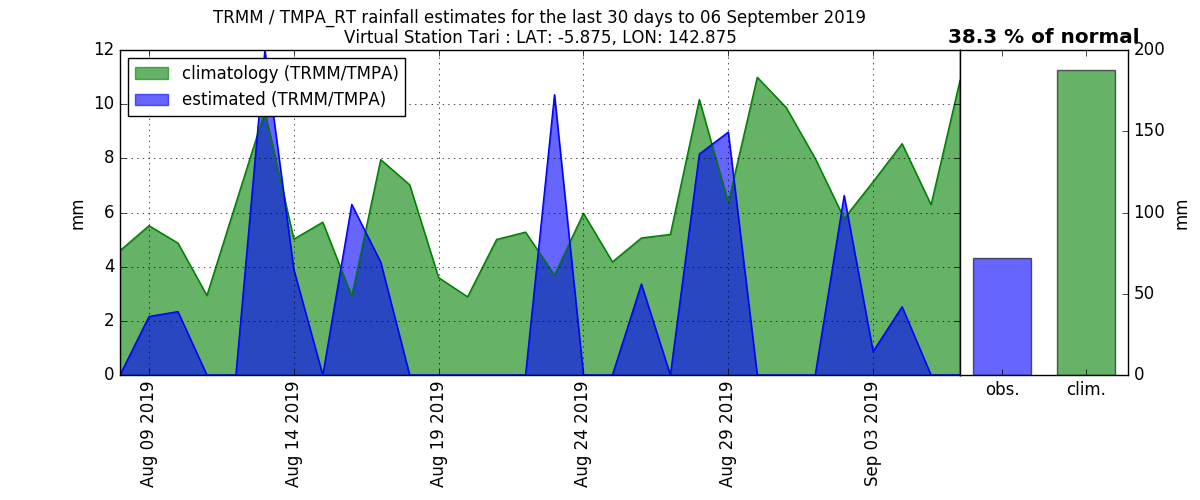 TRMM / TMPA_RT rainfall estimates for the last 30 days to 06 September 2019
Virtual Station Tari : LAT: -5.875, LON: 142.875
38.3 % of normal
climatology (TRMM/TMPA)
estimated (TRMM/TMPA)
mm
12
10
8
6
4
2
0
Aug 09 2019
Aug 14 2019
Aug 19 2019
Aug 24 2019
Aug 29 2019
Sep 03 2019
200
150
100
50
0
mm
obs.
clim.